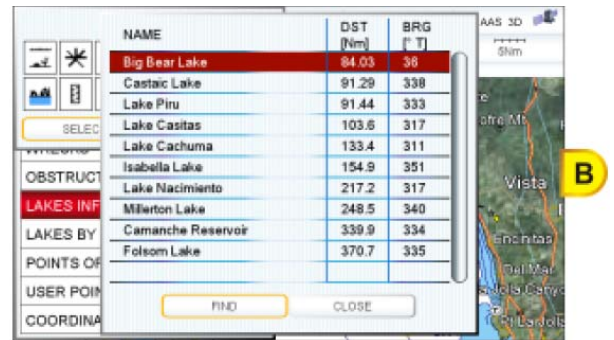 NAME DST [Nm] BRG [° T]
Big Bear Lake 84.03 36
Castaic Lake 91.29 338
Lake Piru 91.44 333
Lake Casitas 103.6 317
Lake Cachuma 133.4 311
Isabella Lake 154.9 351
Lake Nacimiento 217.2 317
Millerton Lake 248.5 340
Camanche Reservoir 339.9 334
Folsom Lake 370.7 335
FIND CLOSE
SELEC
OBSTRUCT
LAKES INF
LAKES BY
POINTS OF
USER POIN
COORDINA
AAS 3D
5Nm
Vista
Encinitas
Del Mar
B